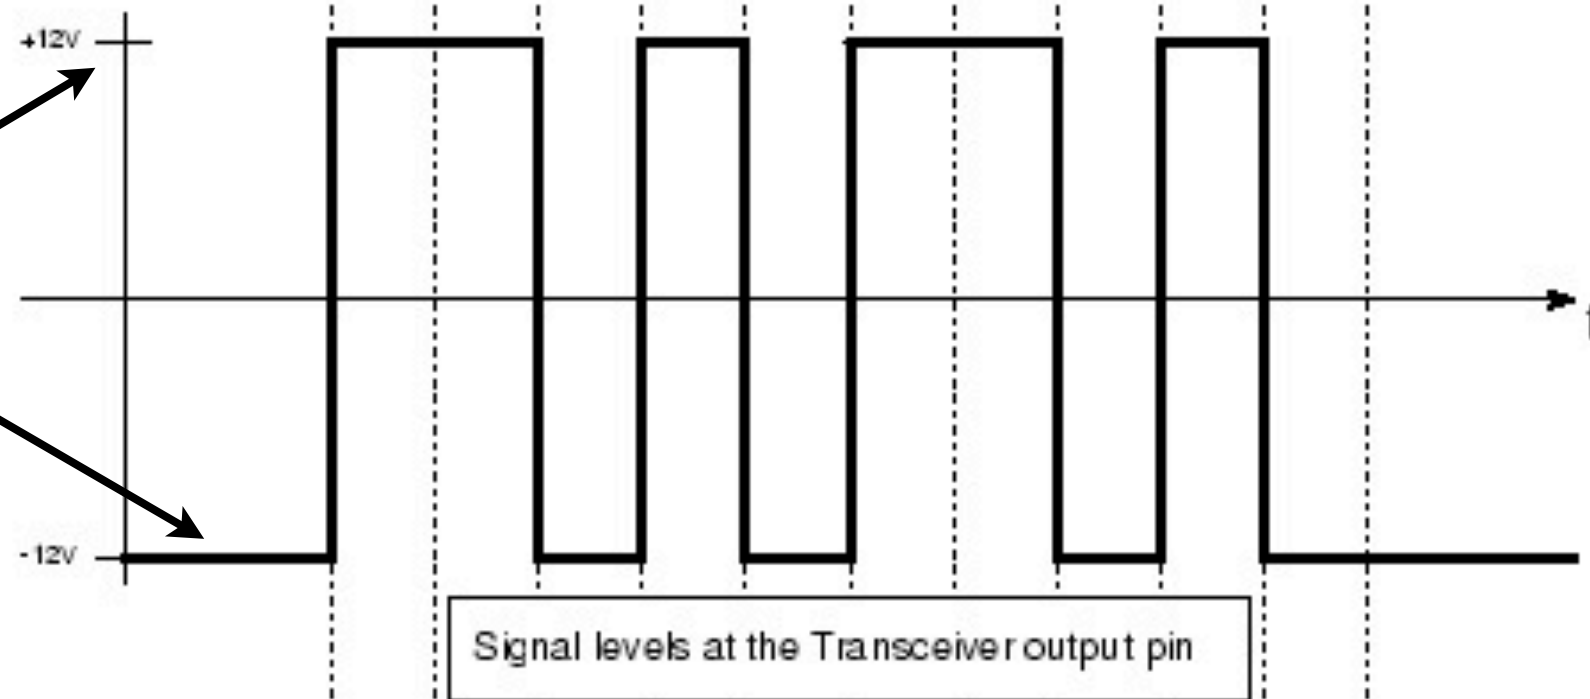 +12V
t
-12V
Signal levels at the Transceiver output pin